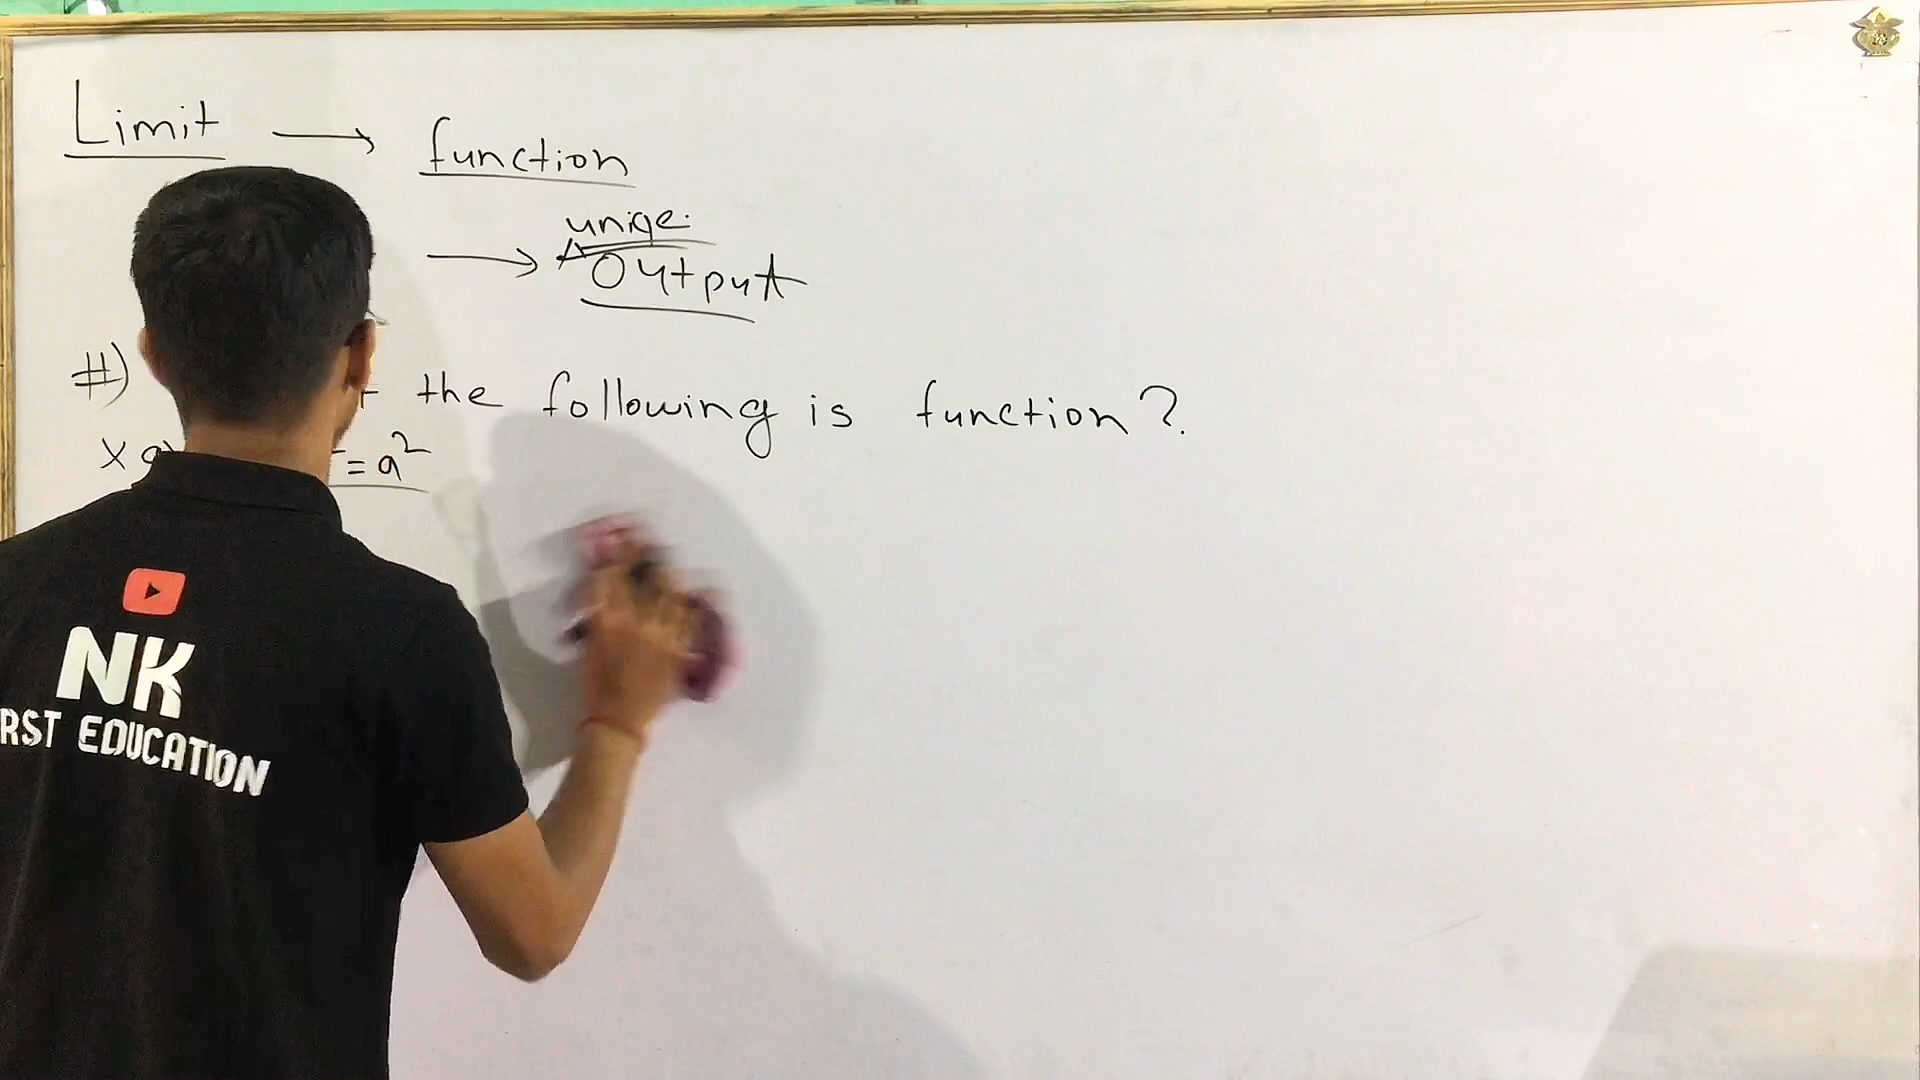 Limit → function
uniqe.
→ Output
#) the following is function?
x = a²
NK
RST EDUCATION